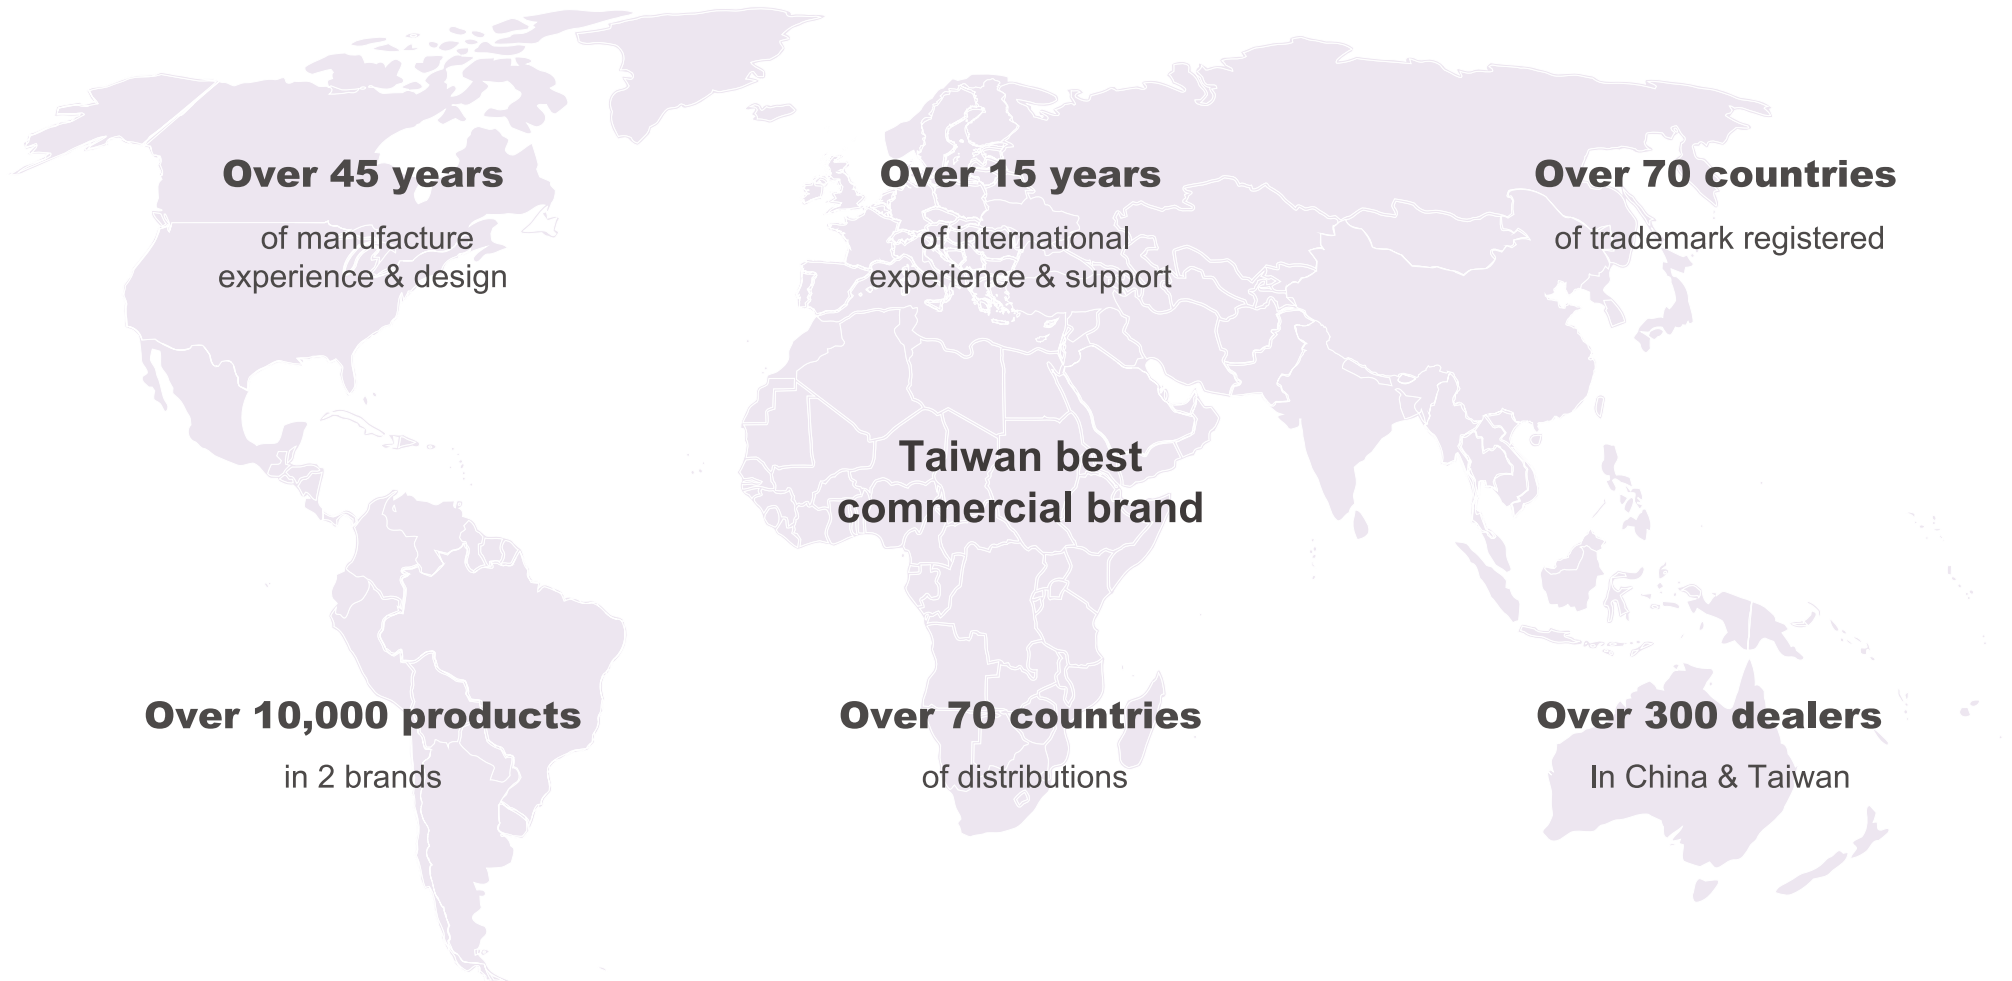 Over 45 years
of manufacture
experience & design
Over 15 years
of international
experience & support
Over 70 countries
of trademark registered
Taiwan best
commercial brand
Over 10,000 products
in 2 brands
Over 70 countries
of distributions
Over 300 dealers
In China & Taiwan